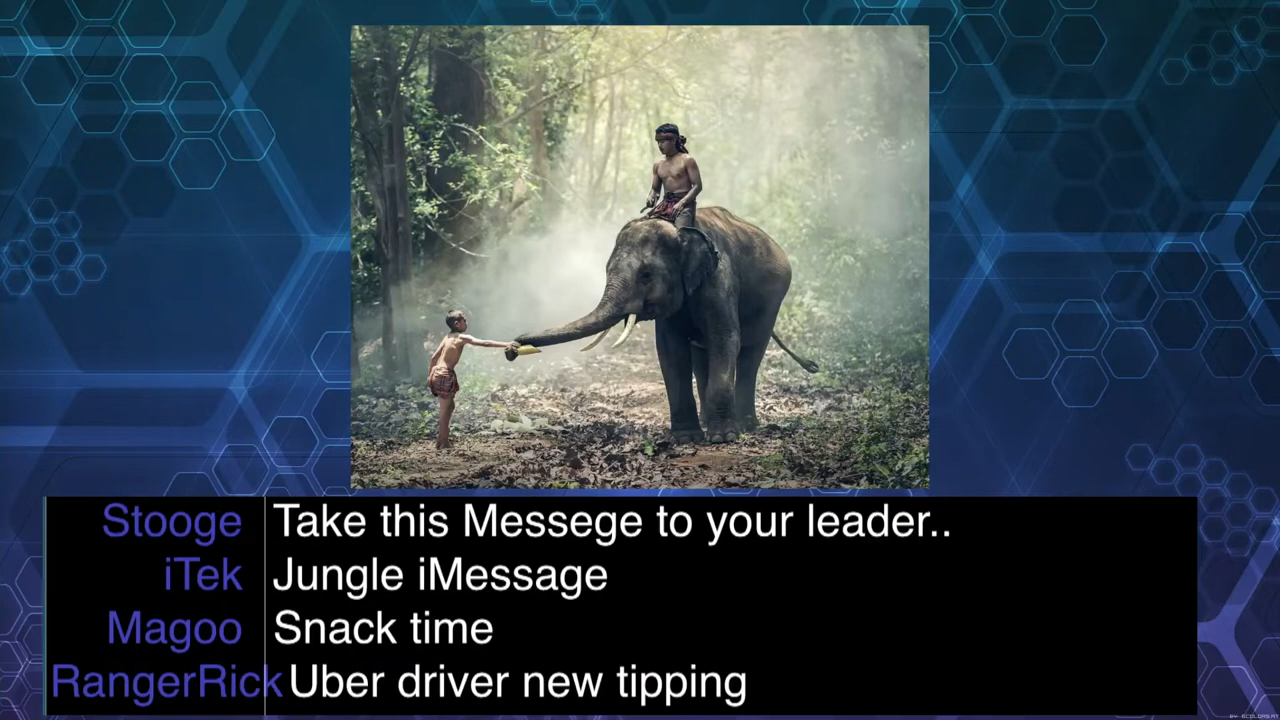 Stooge Take this Messege to your leader..
iTek Jungle iMessage
Magoo Snack time
RangerRick Uber driver new tipping